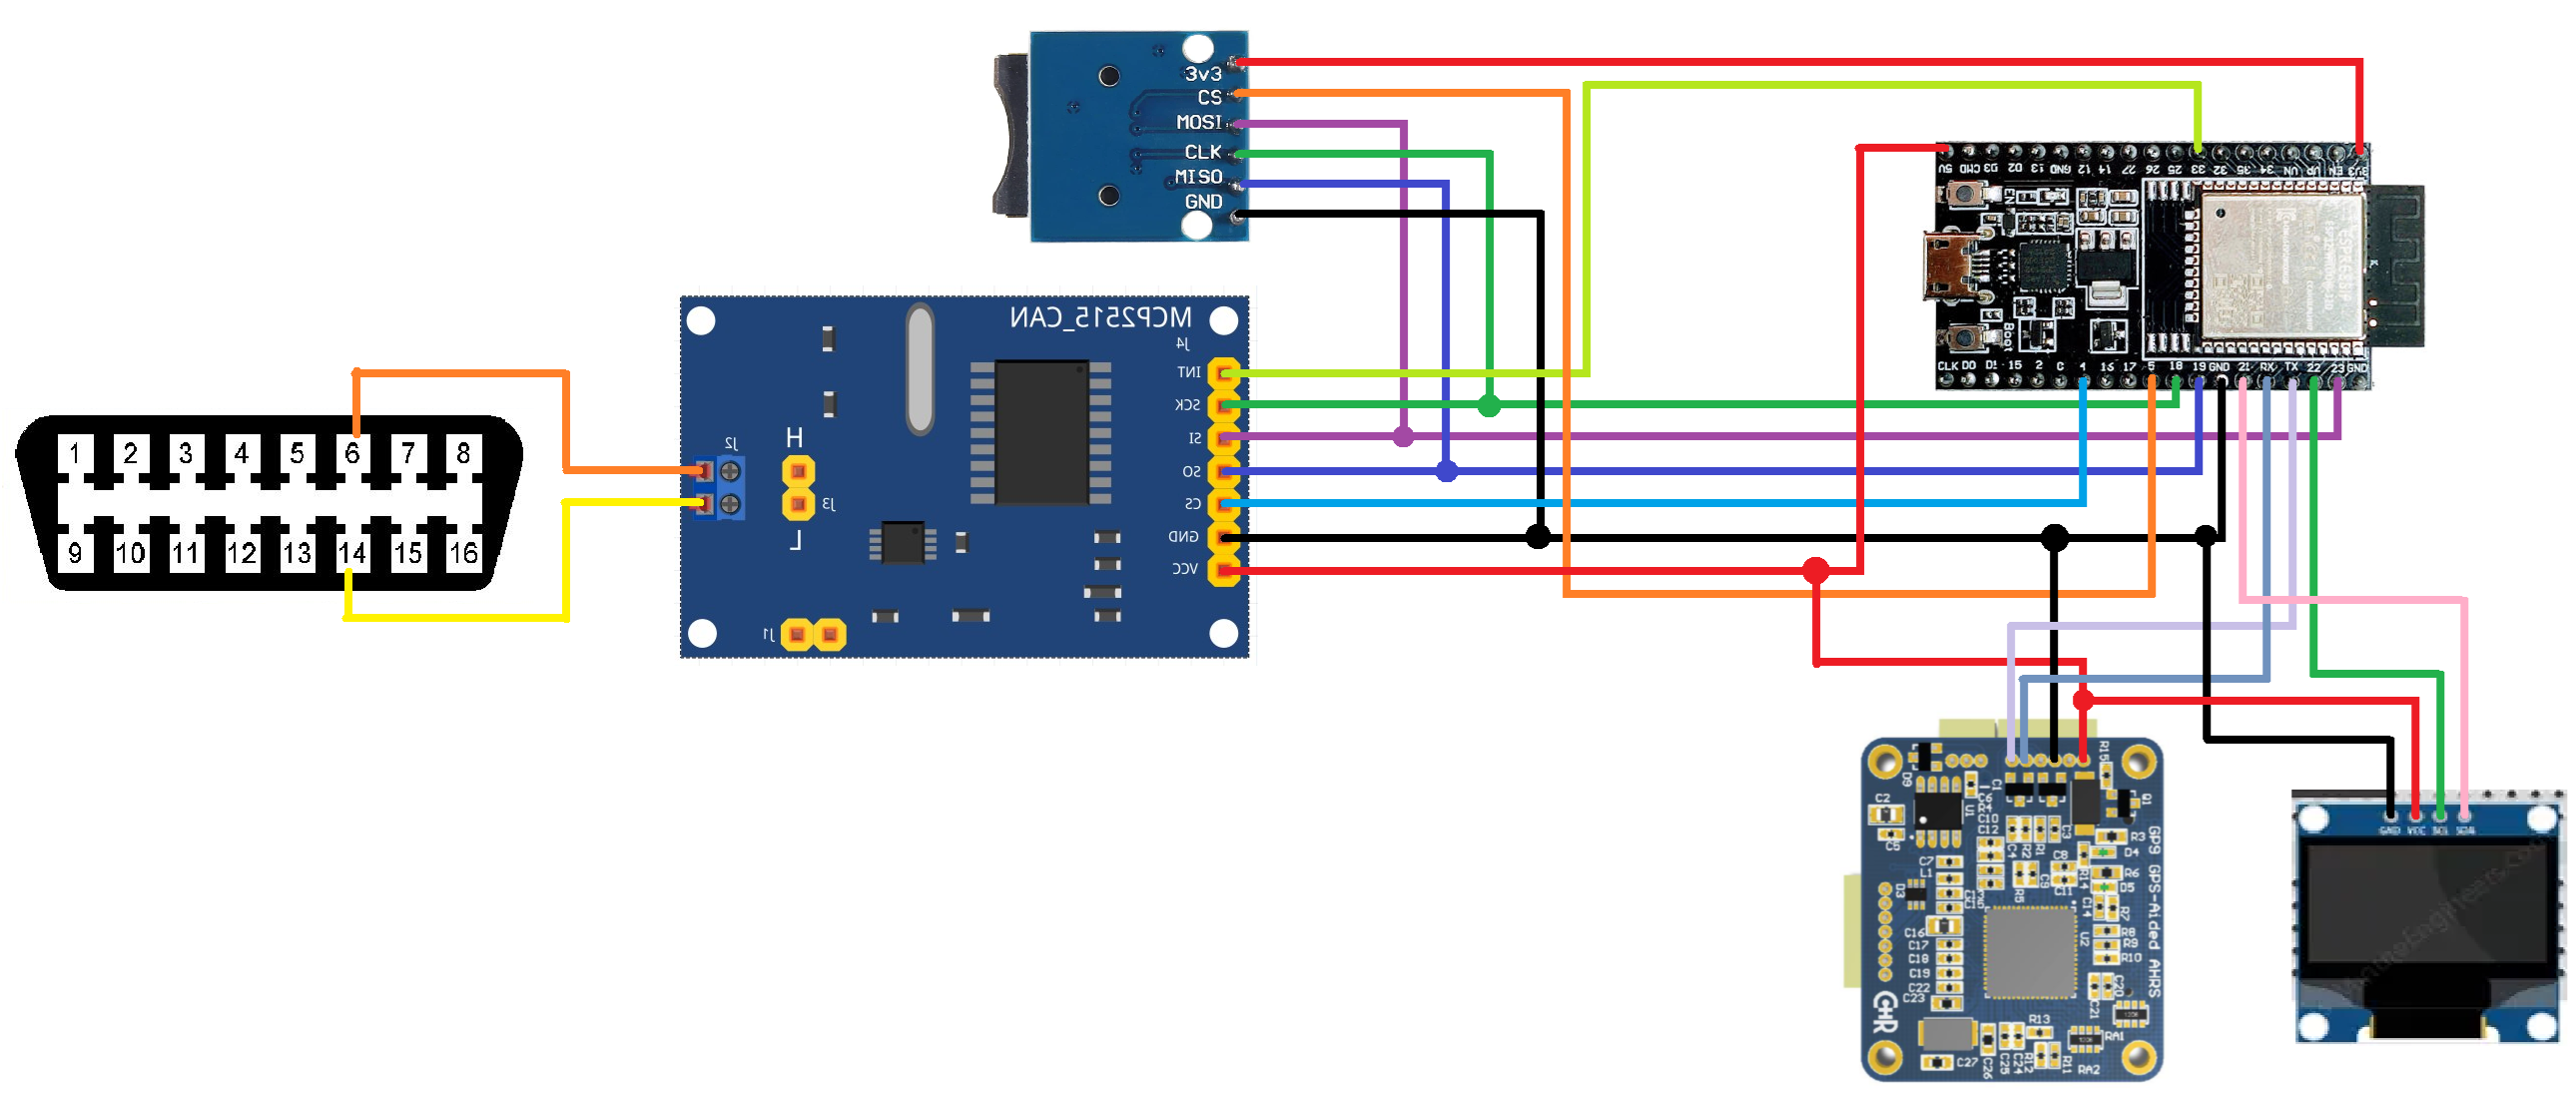 3v3
CS
MOSI
CLK
MISO
GND
5V CMD D3 D2 13 GND 12 14 27 26 25 33 32 35 34 VN VP EN 3V3
EN
Boot
CLK D0 D1 15 2 0 4 16 17 5 18 19 GND 21 RX TX 22 23 GND
MCP2515_CAN
J4
INT
SCK
SI
SO
CS
GND
VCC
J2
H
J3
L
J1
1 2 3 4 5 6 7 8
9 10 11 12 13 14 15 16
GP9 GPS-Aided AHRS
R15
D9
C2
C5
U1
C6
R4
C10
C12
C1
C4
R2
R1
C3
Q1
R3
D4
R6
D5
C7
L1
D3
R5
C9
C8
C11
R14
C14
R7
R8
R9
R10
U2
C16
C17
C18
C19
C22
C23
C20
C21
CHR
R13
RA1
RA2
C27
C26
C25
C24
R12
R11
GND VCC SCL SDA